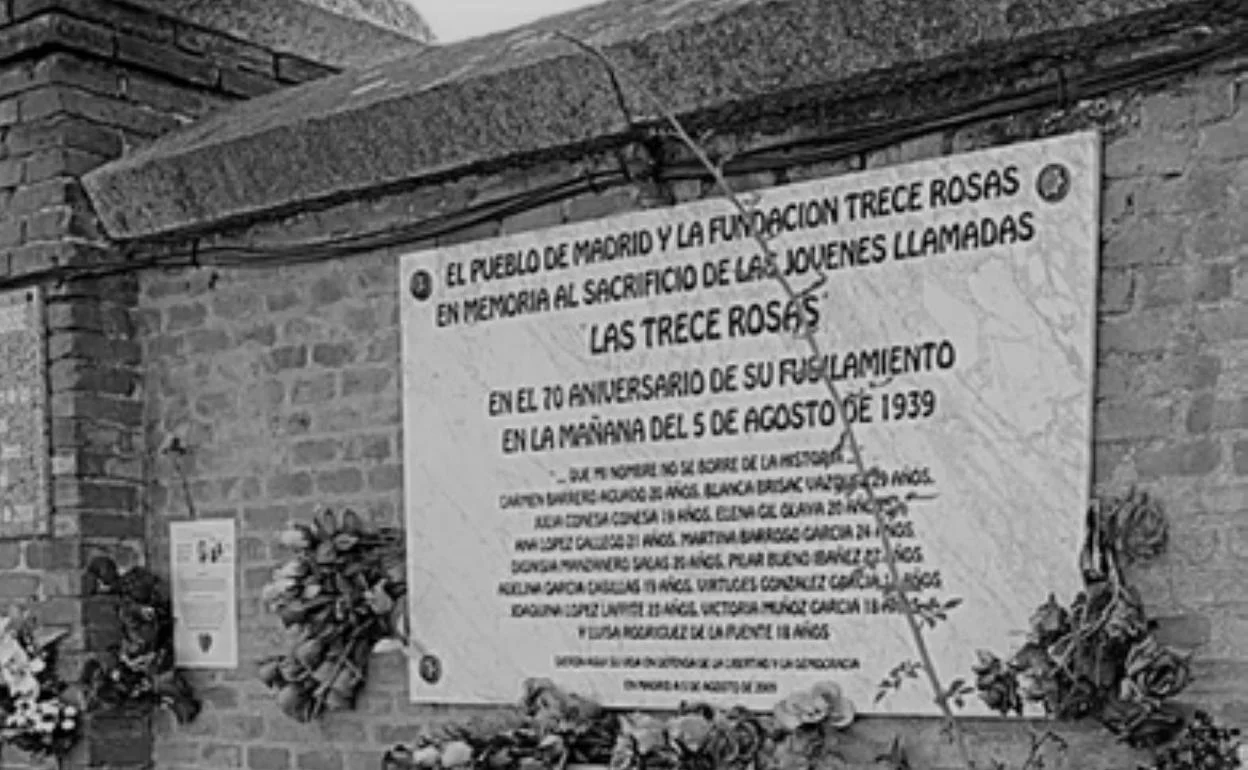 EL PUEBLO DE MADRID Y LA FUNDACION TRECE ROSAS
EN MEMORIA AL SACRIFICIO DE LAS JOVENES LLAMADAS
"LAS TRECE ROSAS"
EN EL 70 ANIVERSARIO DE SU FUSILAMIENTO
EN LA MAÑANA DEL 5 DE AGOSTO DE 1939
"... QUE MI NOMBRE NO SE BORRE DE LA HISTORIA ..."
CARMEN BARRERO AGUADO 20 AÑOS. BLANCA BRISAC VAZQUEZ 29 AÑOS.
JULIA CONESA CONESA 19 AÑOS. ELENA GIL OLAYA 20 AÑOS.
ANA LOPEZ GALLEGO 21 AÑOS. MARTINA BARROSO GARCIA 24 AÑOS.
DIONISIA MANZANERO SALAS 20 AÑOS. PILAR BUENO IBAÑEZ 27 AÑOS.
ADELINA GARCIA CASILLAS 19 AÑOS. VIRTUDES GONZALEZ GARCIA AÑOS
JOAQUINA LOPEZ LAFFITE 23 AÑOS. VICTORIA MUÑOZ GARCIA 18 AÑOS
Y LUISA RODRIGUEZ DE LA FUENTE 18 AÑOS
DIERON AQUI SU VIDA EN DEFENSA DE LA LIBERTAD Y LA DEMOCRACIA
EN MADRID A 5 DE AGOSTO DE 2009